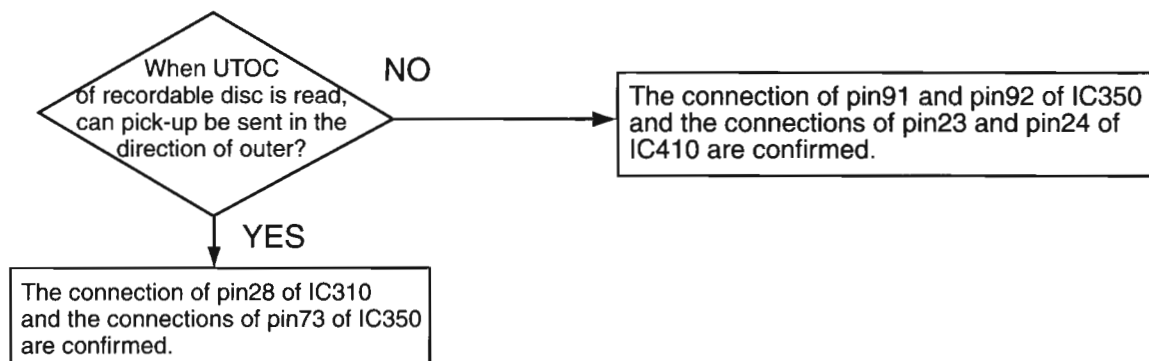 When UTOC
of recordable disc is read,
can pick-up be sent in the
direction of outer?
NO
The connection of pin91 and pin92 of IC350
and the connections of pin23 and pin24 of
IC410 are confirmed.
YES
The connection of pin28 of IC310
and the connections of pin73 of IC350
are confirmed.